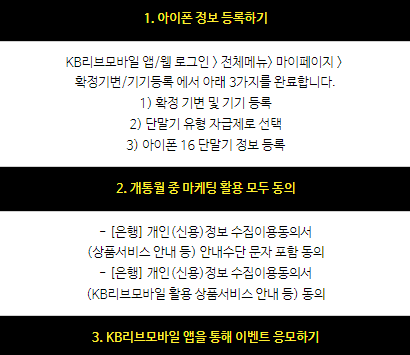 1. 아이폰 정보 등록하기
KB리브모바일 앱/웹 로그인 > 전체메뉴> 마이페이지 >
확정기변/기기등록 에서 아래 3가지를 완료합니다.
1) 확정 기변 및 기기 등록
2) 단말기 유형 자급제로 선택
3) 아이폰 16 단말기 정보 등록
2. 개통월 중 마케팅 활용 모두 동의
- [은행] 개인(신용)정보 수집이용동의서
(상품서비스 안내 등) 안내수단 문자 포함 동의
- [은행] 개인(신용)정보 수집이용동의서
(KB리브모바일 활용 상품서비스 안내 등) 동의
3. KB리브모바일 앱을 통해 이벤트 응모하기